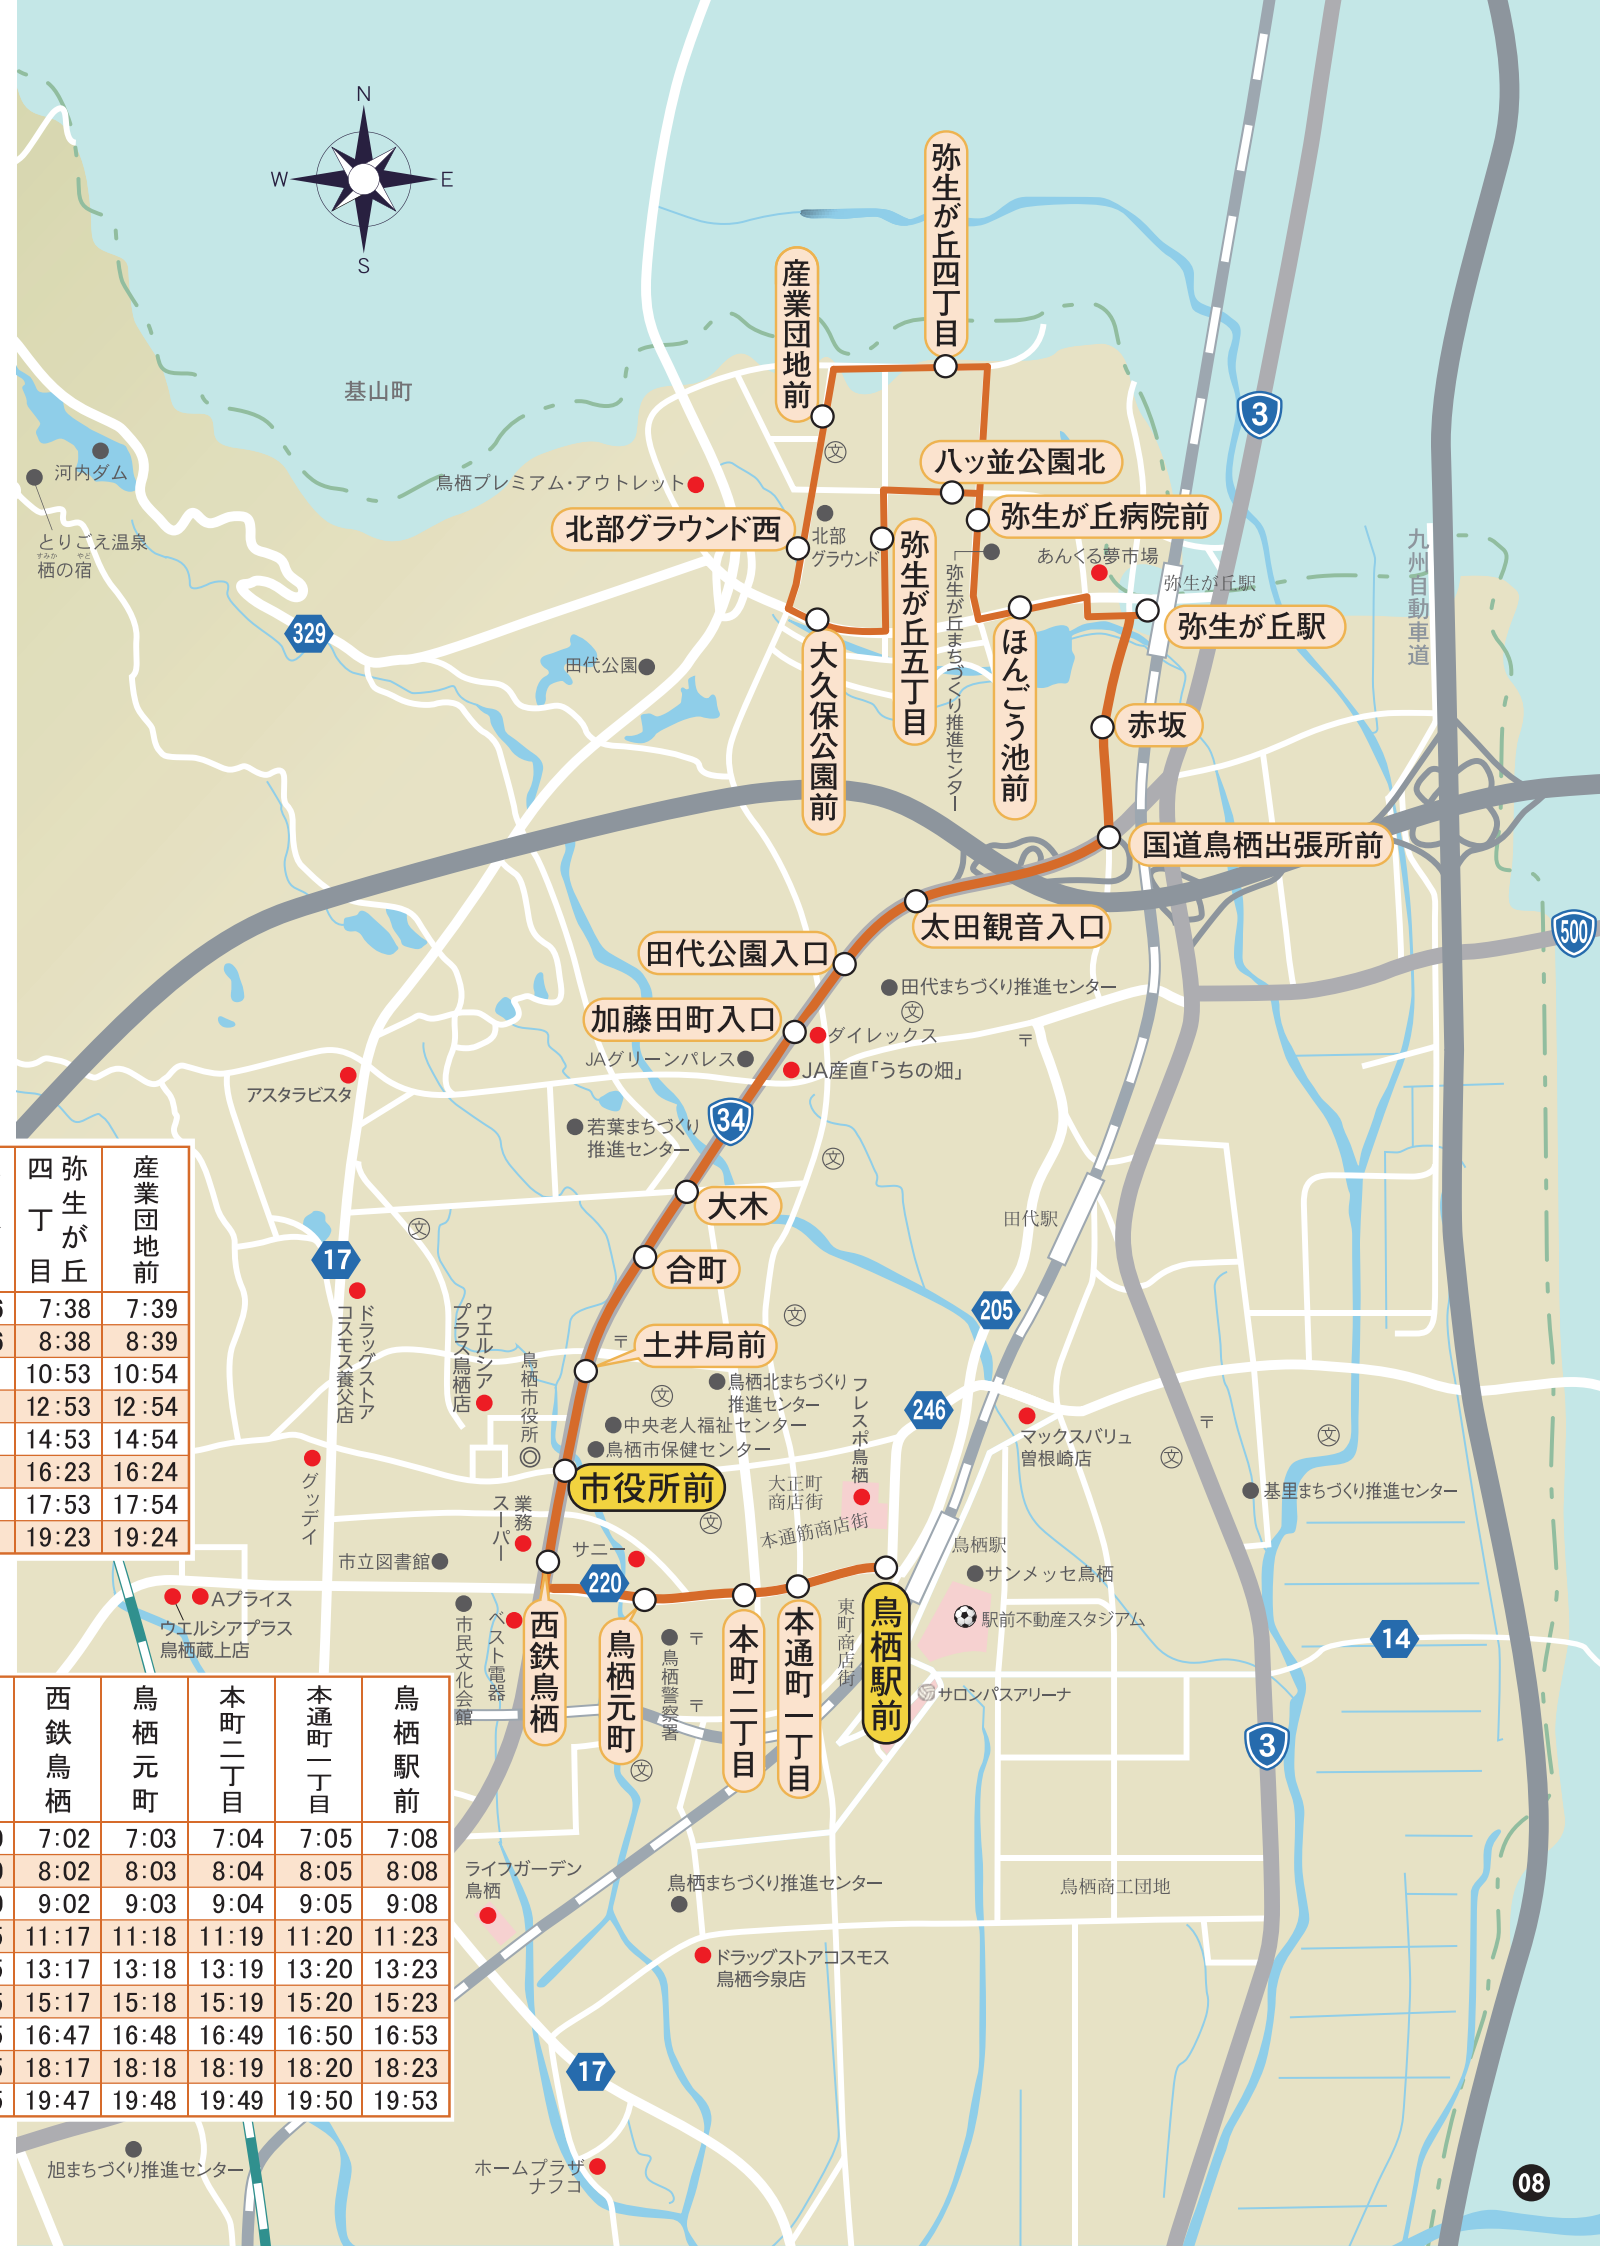 N
W
E
S
弥生が丘四丁目
産業団地前
基山町
3
河内ダム
鳥栖プレミアム・アウトレット
八ッ並公園北
九州自動車道
とりごえ温泉
すみか やど
栖の宿
北部グラウンド西
北部
グラウンド
弥生が丘病院前
弥生が丘五丁目
弥生が丘まちづくり推進センター
あんくる夢市場
弥生が丘駅
弥生が丘駅
329
田代公園
大久保公園前
ほんごう池前
赤坂
国道鳥栖出張所前
太田観音入口
500
田代公園入口
田代まちづくり推進センター
加藤田町入口
ダイレックス
〒
JAグリーンパレス
JA産直「うちの畑」
アスタラビスタ
34
若葉まちづくり
推進センター
文
大木
田代駅
四丁目
弥生が丘
産業団地前
7:38 7:39
8:38 8:39
10:53 10:54
12:53 12:54
14:53 14:54
16:23 16:24
17:53 17:54
19:23 19:24
17
合町
205
ドラッグストア
コスモス養父店
ウエルシア
プラス鳥栖店
鳥栖市役所
〒
土井局前
鳥栖北まちづくり
推進センター
フレスポ鳥栖
246
中央老人福祉センター
鳥栖市保健センター
マックスバリュ
曽根崎店
〒
グッデイ
市役所前
大正町
商店街
基里まちづくり推進センター
業務
スーパー
本通筋商店街
鳥栖駅
市立図書館
サニー
サンメッセ鳥栖
220
Aプライス
ウエルシアプラス
鳥栖蔵上店
市民文化会館
ベスト電器
西鉄鳥栖
鳥栖元町
〒
鳥栖警察署
〒
本町二丁目
本通町一丁目
東町商店街
鳥栖駅前
駅前不動産スタジアム
14
サロンパスアリーナ
3
西鉄鳥栖
鳥栖元町
本町二丁目
本通町一丁目
鳥栖駅前
7:02 7:03 7:04 7:05 7:08
8:02 8:03 8:04 8:05 8:08
9:02 9:03 9:04 9:05 9:08
11:17 11:18 11:19 11:20 11:23
13:17 13:18 13:19 13:20 13:23
15:17 15:18 15:19 15:20 15:23
16:47 16:48 16:49 16:50 16:53
18:17 18:18 18:19 18:20 18:23
19:47 19:48 19:49 19:50 19:53
ライフガーデン
鳥栖
鳥栖まちづくり推進センター
鳥栖商工団地
ドラッグストアコスモス
鳥栖今泉店
17
旭まちづくり推進センター
ホームプラザ
ナフコ
08